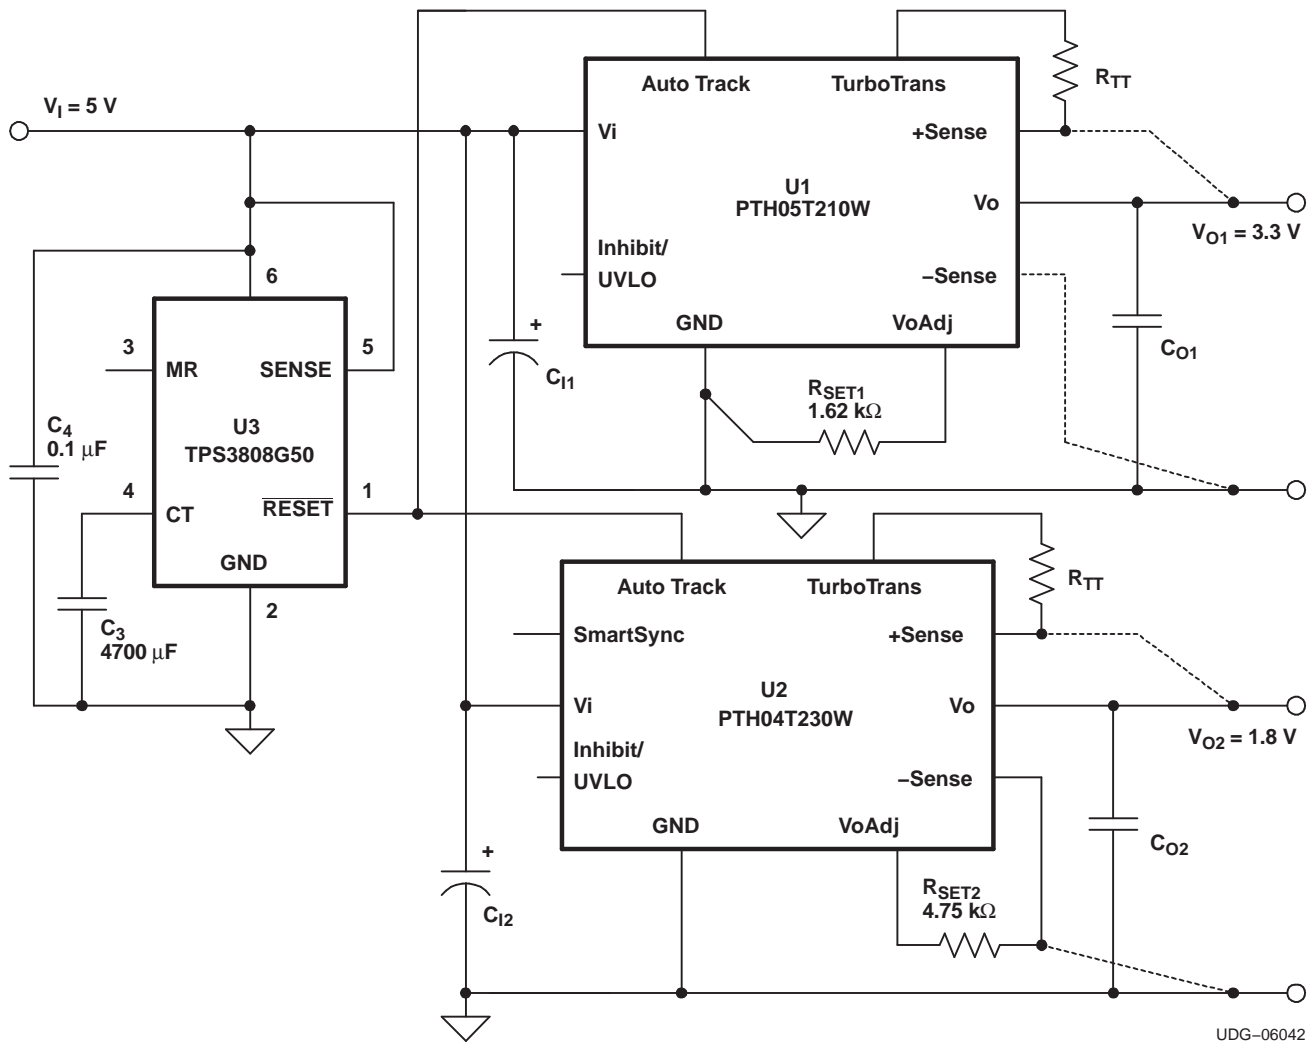 V_I = 5 V
Auto Track
TurboTrans
R_TT
Vi
+Sense
U1
PTH05T210W
Vo
V_O1 = 3.3 V
Inhibit/
UVLO
−Sense
GND
VoAdj
6
3
5
MR
SENSE
+
C_I1
C_O1
R_SET1
1.62 kΩ
C_4
0.1 μF
U3
TPS3808G50
4
1
CT
RESET
GND
2
C_3
4700 μF
Auto Track
TurboTrans
R_TT
SmartSync
+Sense
U2
PTH04T230W
Vi
Vo
V_O2 = 1.8 V
Inhibit/
UVLO
−Sense
GND
VoAdj
+
C_I2
C_O2
R_SET2
4.75 kΩ
UDG−06042